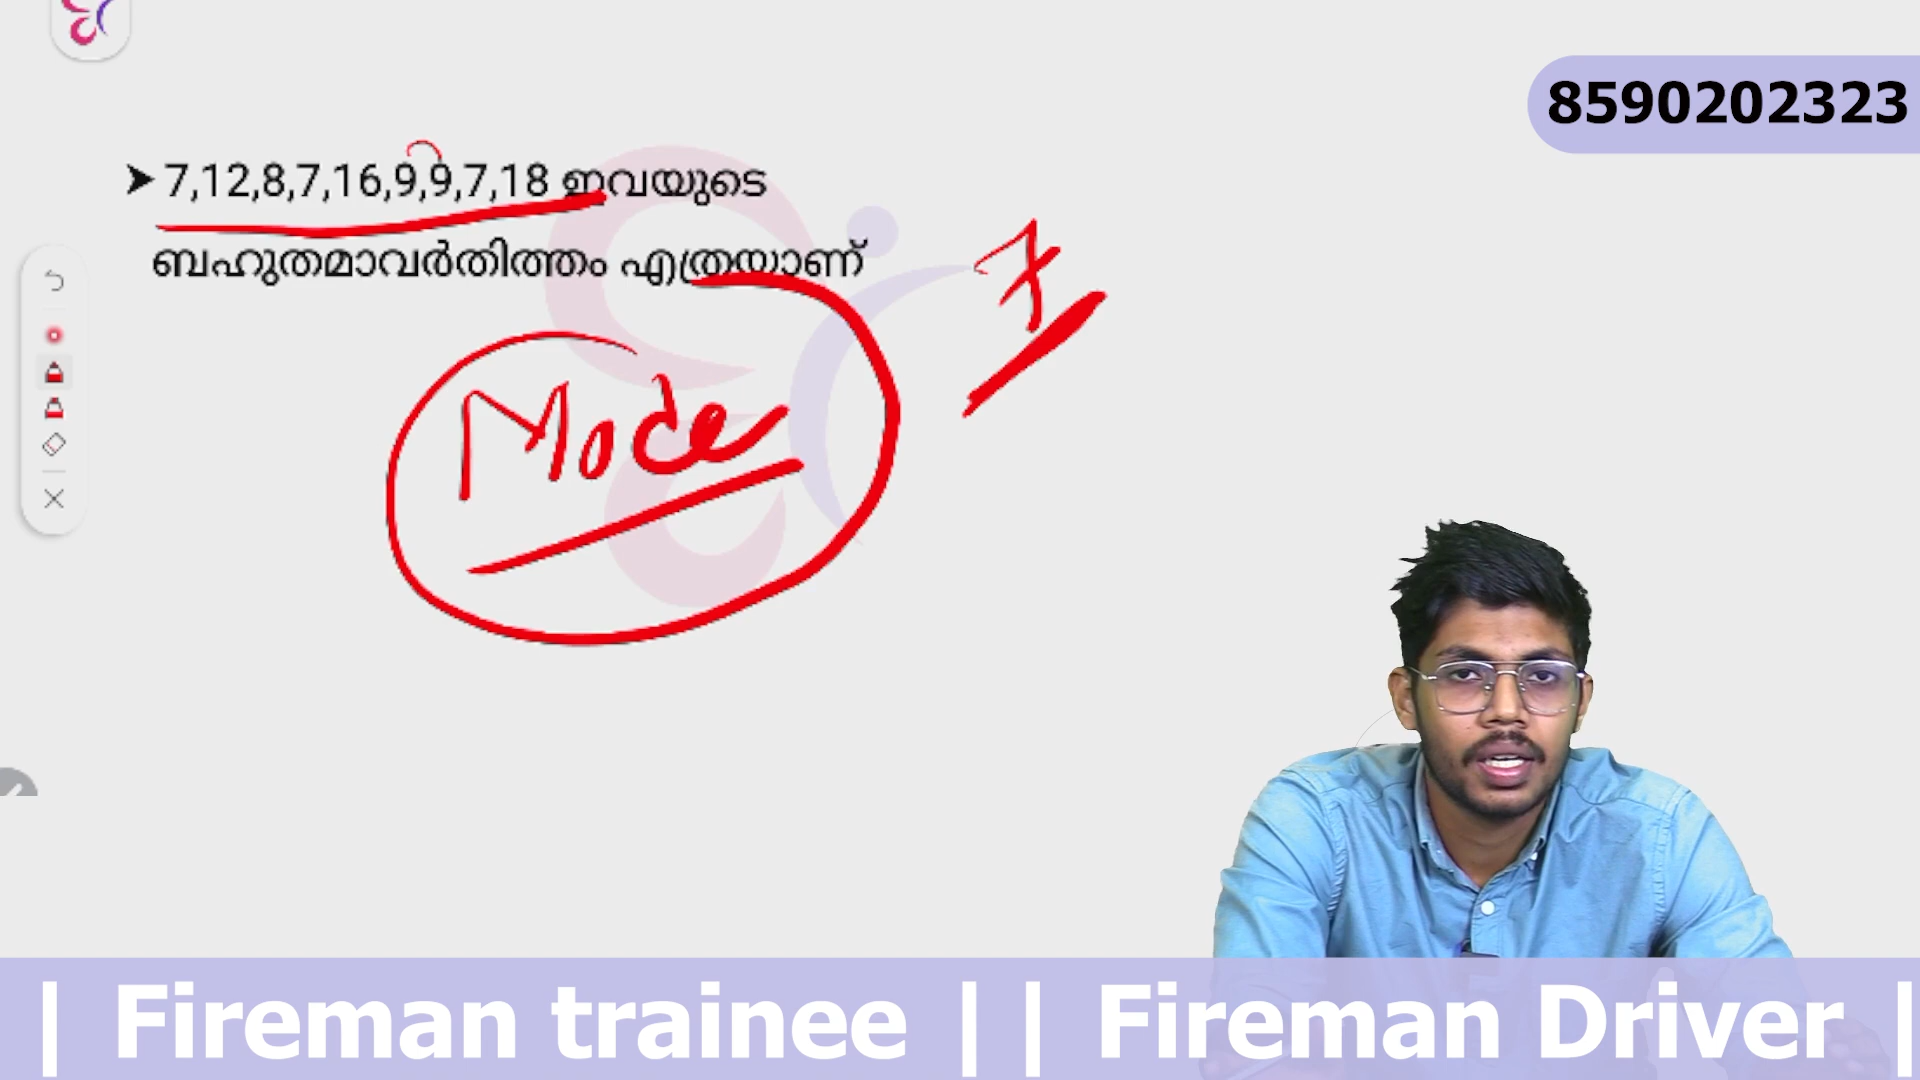 8590202323
➤7,12,8,7,16,9,9,7,18 ഇവയുടെ
ബഹുതമാവർതിത്തം എത്രയാണ്
7
Mode
| Fireman trainee | | Fireman Driver |